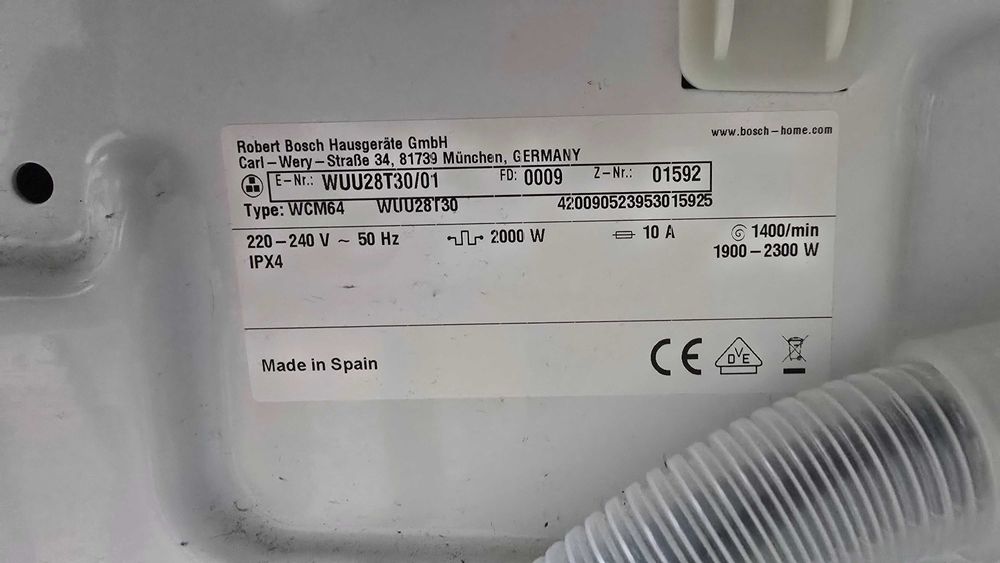 Robert Bosch Hausgeräte GmbH
www.bosch-home.com
Carl-Wery-Straße 34, 81739 München, GERMANY
E-Nr.: WUU28T30/01 FD: 0009 Z-Nr.: 01592
Type: WCM64 WUU28T30 420090523953015925
220-240 V ~ 50 Hz 2000 W 10 A 1400/min
IPX4 1900-2300 W
Made in Spain CE DVE